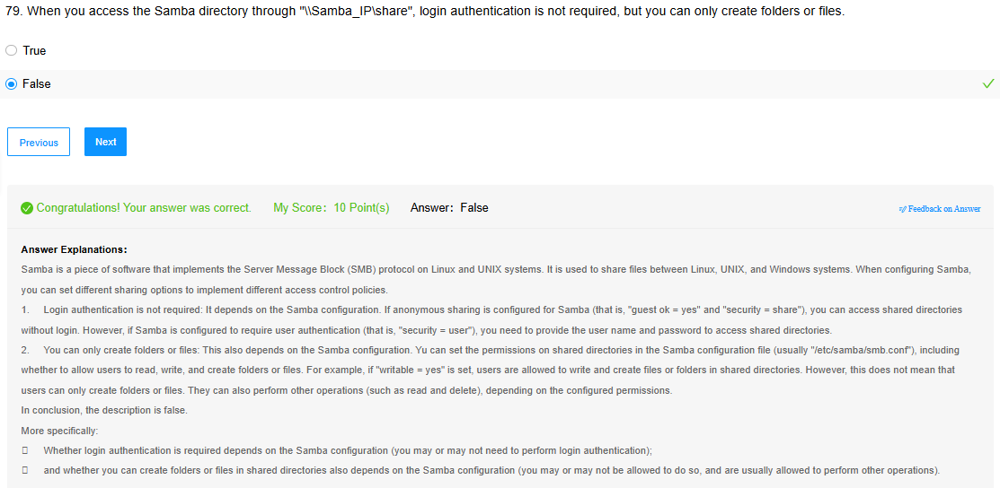 79. When you access the Samba directory through "\\Samba_IP\share", login authentication is not required, but you can only create folders or files.
True
False
Previous
Next
Congratulations! Your answer was correct. My Score: 10 Point(s) Answer: False
Feedback on Answer
Answer Explanations:
Samba is a piece of software that implements the Server Message Block (SMB) protocol on Linux and UNIX systems. It is used to share files between Linux, UNIX, and Windows systems. When configuring Samba,
you can set different sharing options to implement different access control policies.
1. Login authentication is not required: It depends on the Samba configuration. If anonymous sharing is configured for Samba (that is, "guest ok = yes" and "security = share"), you can access shared directories
without login. However, if Samba is configured to require user authentication (that is, "security = user"), you need to provide the user name and password to access shared directories.
2. You can only create folders or files: This also depends on the Samba configuration. Yu can set the permissions on shared directories in the Samba configuration file (usually "/etc/samba/smb.conf"), including
whether to allow users to read, write, and create folders or files. For example, if "writable = yes" is set, users are allowed to write and create files or folders in shared directories. However, this does not mean that
users can only create folders or files. They can also perform other operations (such as read and delete), depending on the configured permissions.
In conclusion, the description is false.
More specifically:
Whether login authentication is required depends on the Samba configuration (you may or may not need to perform login authentication);
and whether you can create folders or files in shared directories also depends on the Samba configuration (you may or may not be allowed to do so, and are usually allowed to perform other operations).